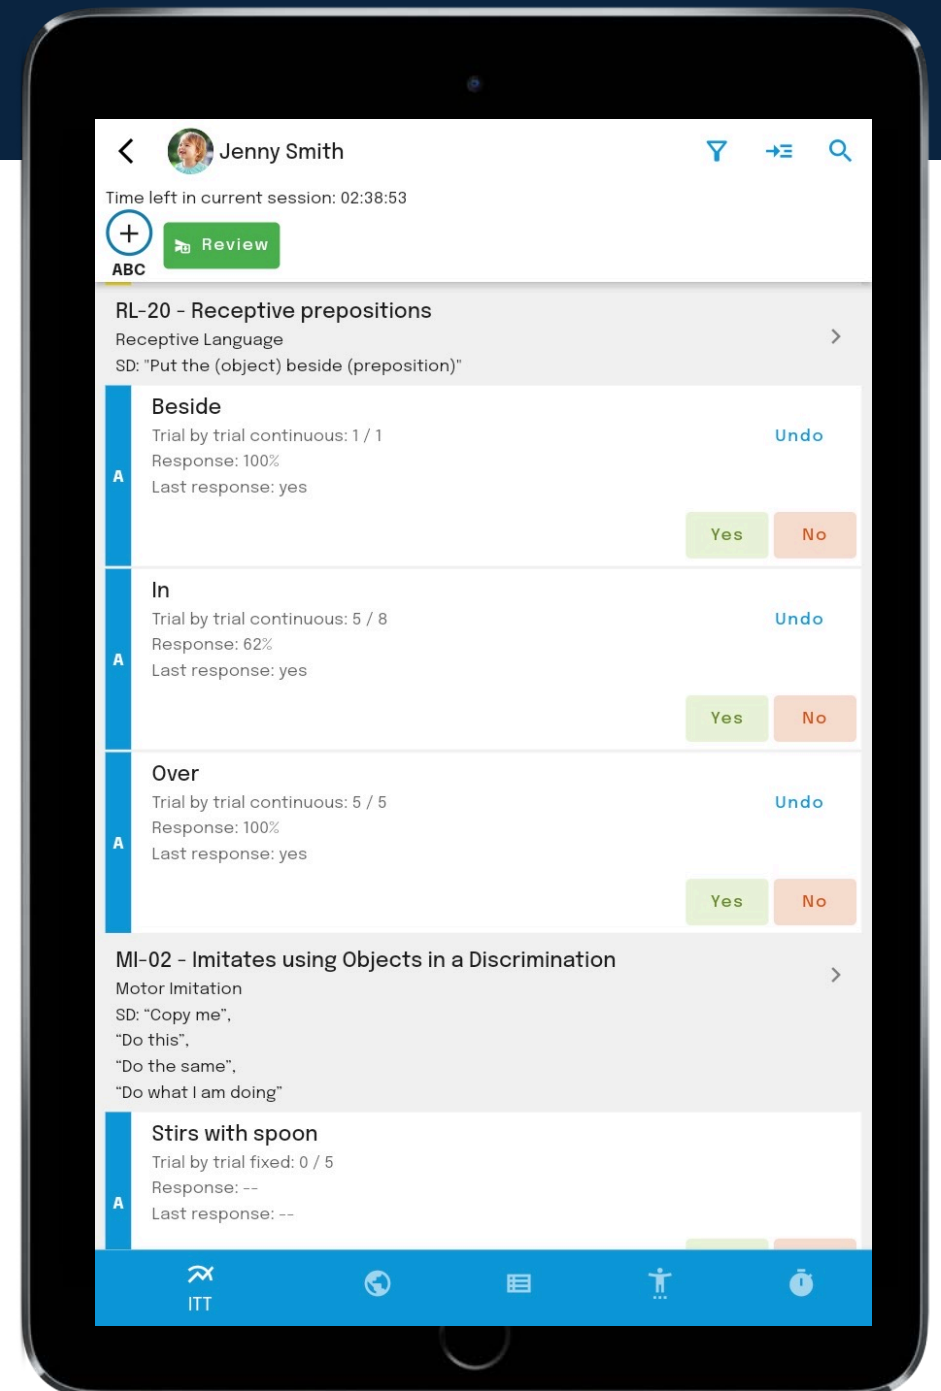 Jenny Smith
Time left in current session: 02:38:53
ABC
Review
RL-20 - Receptive prepositions
Receptive Language
SD: "Put the (object) beside (preposition)"
A
Beside
Trial by trial continuous: 1 / 1
Response: 100%
Last response: yes
Undo
Yes
No
A
In
Trial by trial continuous: 5 / 8
Response: 62%
Last response: yes
Undo
Yes
No
A
Over
Trial by trial continuous: 5 / 5
Response: 100%
Last response: yes
Undo
Yes
No
MI-02 - Imitates using Objects in a Discrimination
Motor Imitation
SD: “Copy me”,
“Do this”,
“Do the same”,
“Do what I am doing”
A
Stirs with spoon
Trial by trial fixed: 0 / 5
Response: --
Last response: --
ITT